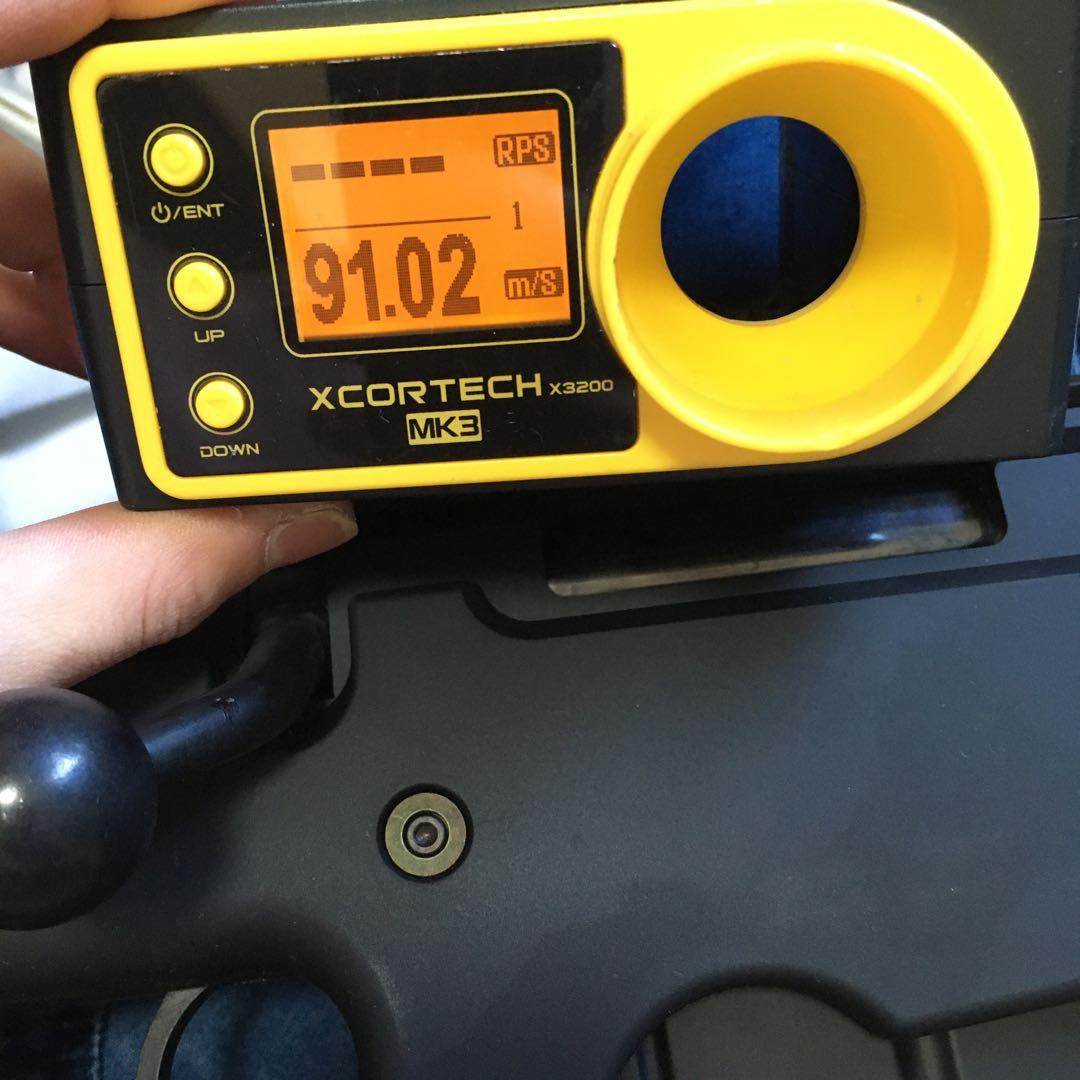 ---- RPS
1
91.02 m/S
/ENT
UP
DOWN
XCORTECH X3200
MK3